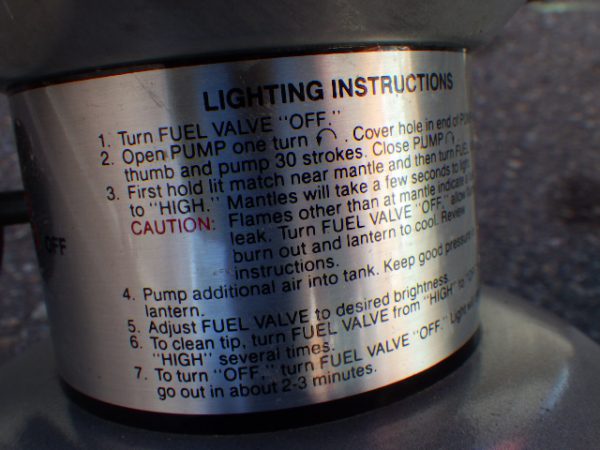 LIGHTING INSTRUCTIONS
1. Turn FUEL VALVE "OFF."
2. Open PUMP one turn . Cover hole in end of
thumb and pump 30 strokes. Close PUMP
3. First hold lit match near mantle and then turn FUEL
to "HIGH." Mantles will take a few seconds to light.
CAUTION: Flames other than at mantle indicate
leak. Turn FUEL VALVE "OFF," allow
burn out and lantern to cool. Review
instructions.
4. Pump additional air into tank. Keep good pressure
lantern.
5. Adjust FUEL VALVE to desired brightness.
6. To clean tip, turn FUEL VALVE from "HIGH" to
"HIGH" several times.
7. To turn "OFF," turn FUEL VALVE "OFF." Light
go out in about 2-3 minutes.
OFF